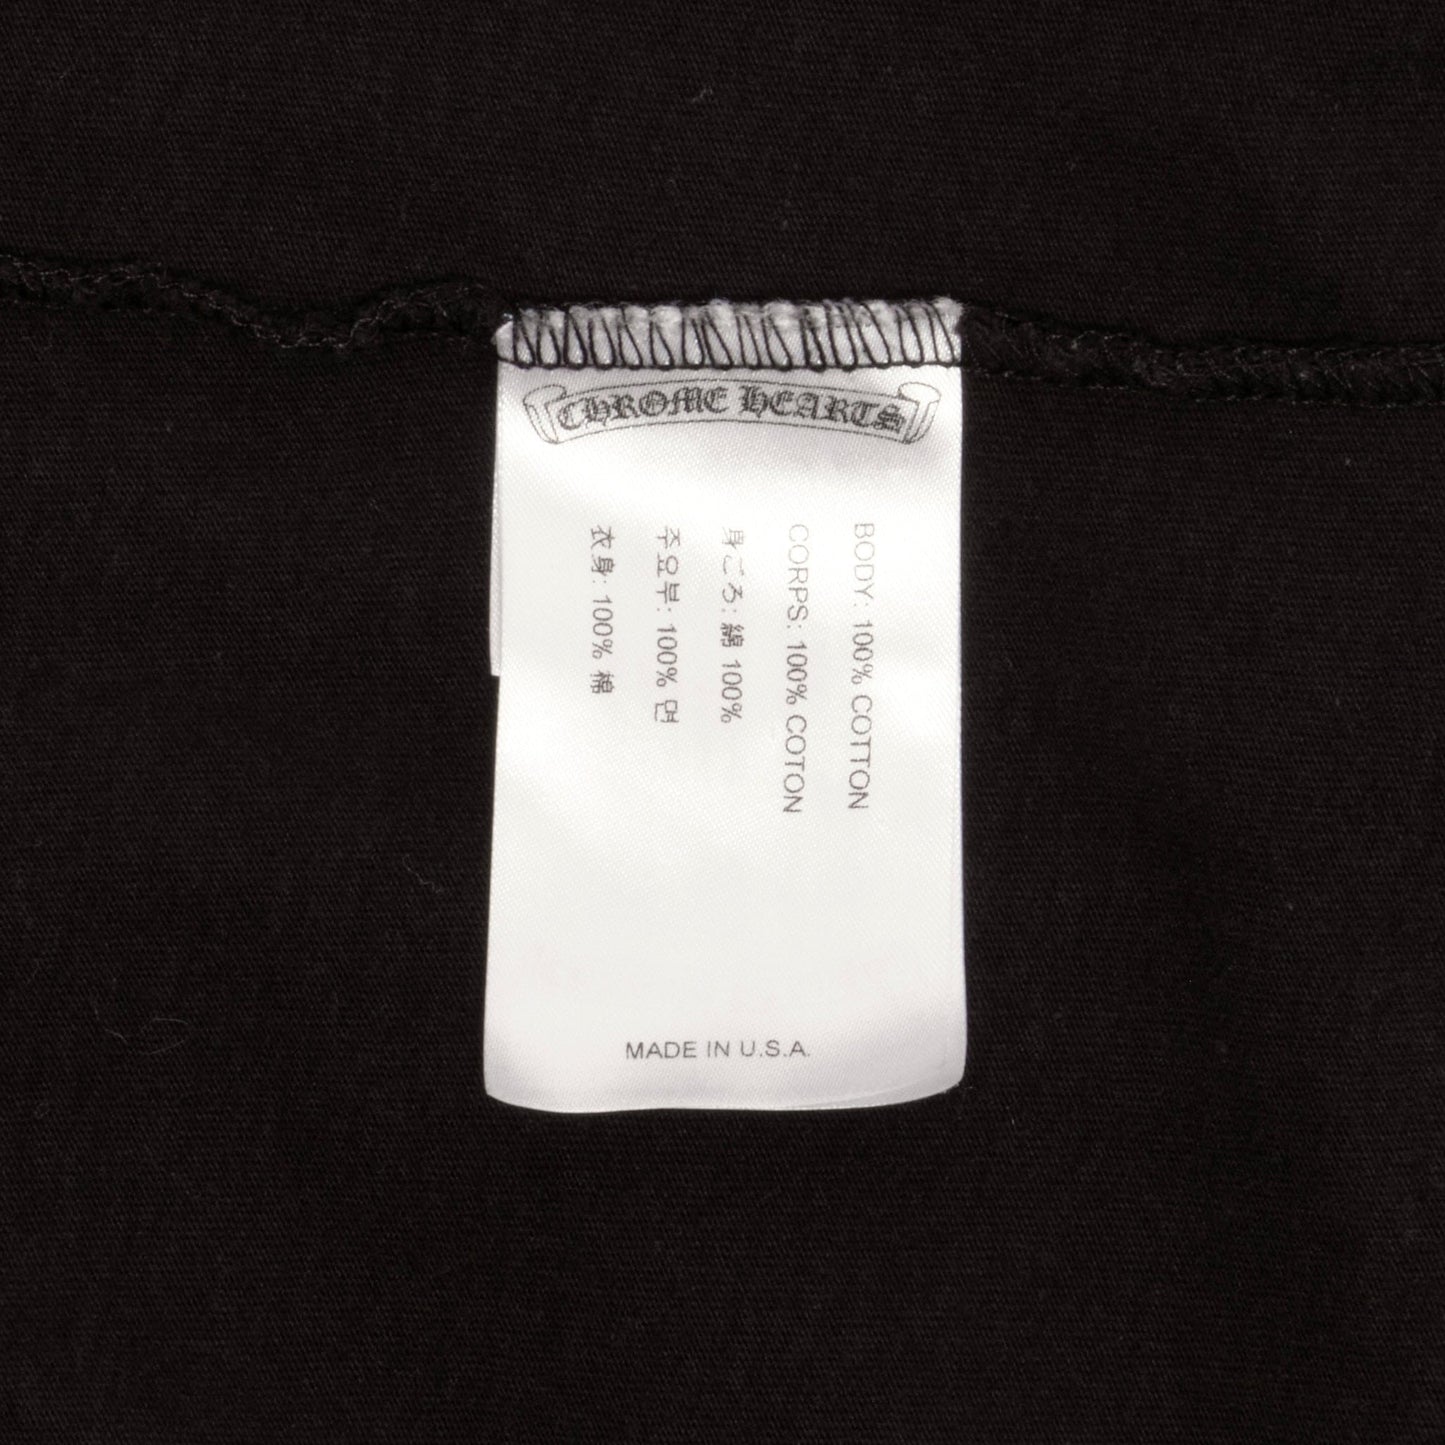 CHROME HEARTS
BODY: 100% COTTON
CORPS: 100% COTON
身ごろ: 綿 100%
주요부: 100% 면
衣身: 100% 棉
MADE IN U.S.A.